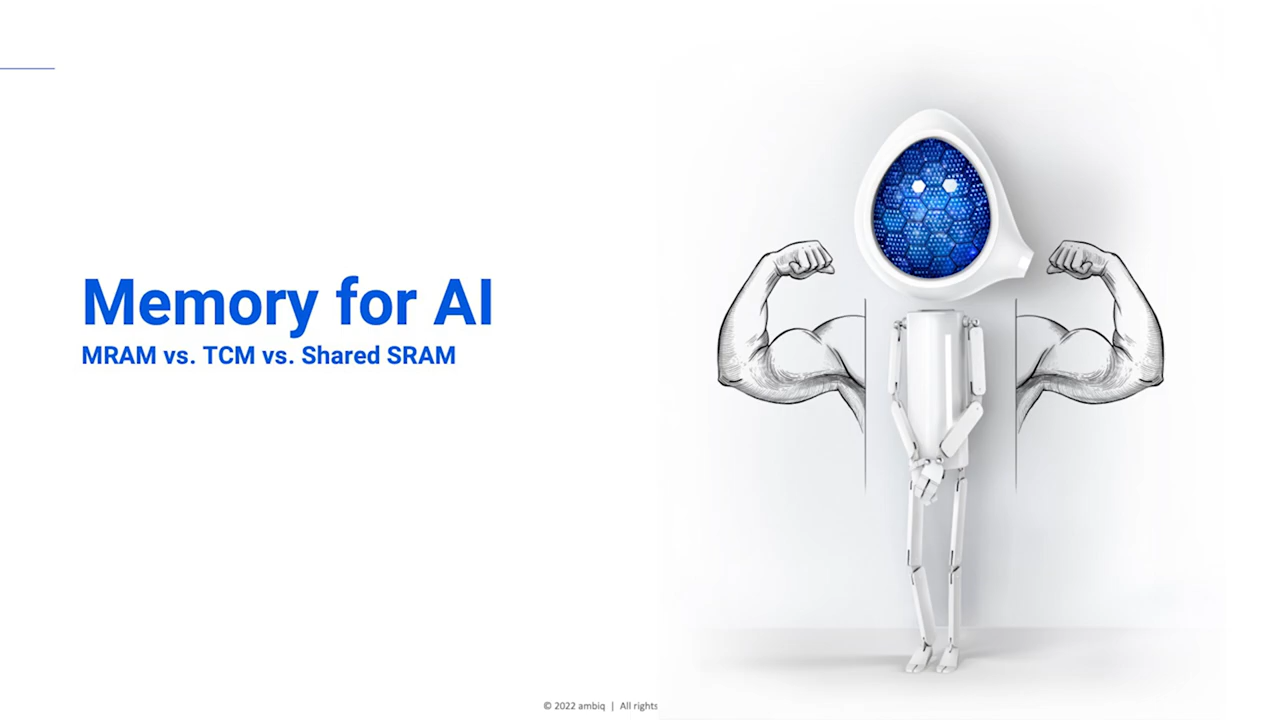 Memory for AI
MRAM vs. TCM vs. Shared SRAM
© 2022 ambiq | All rights